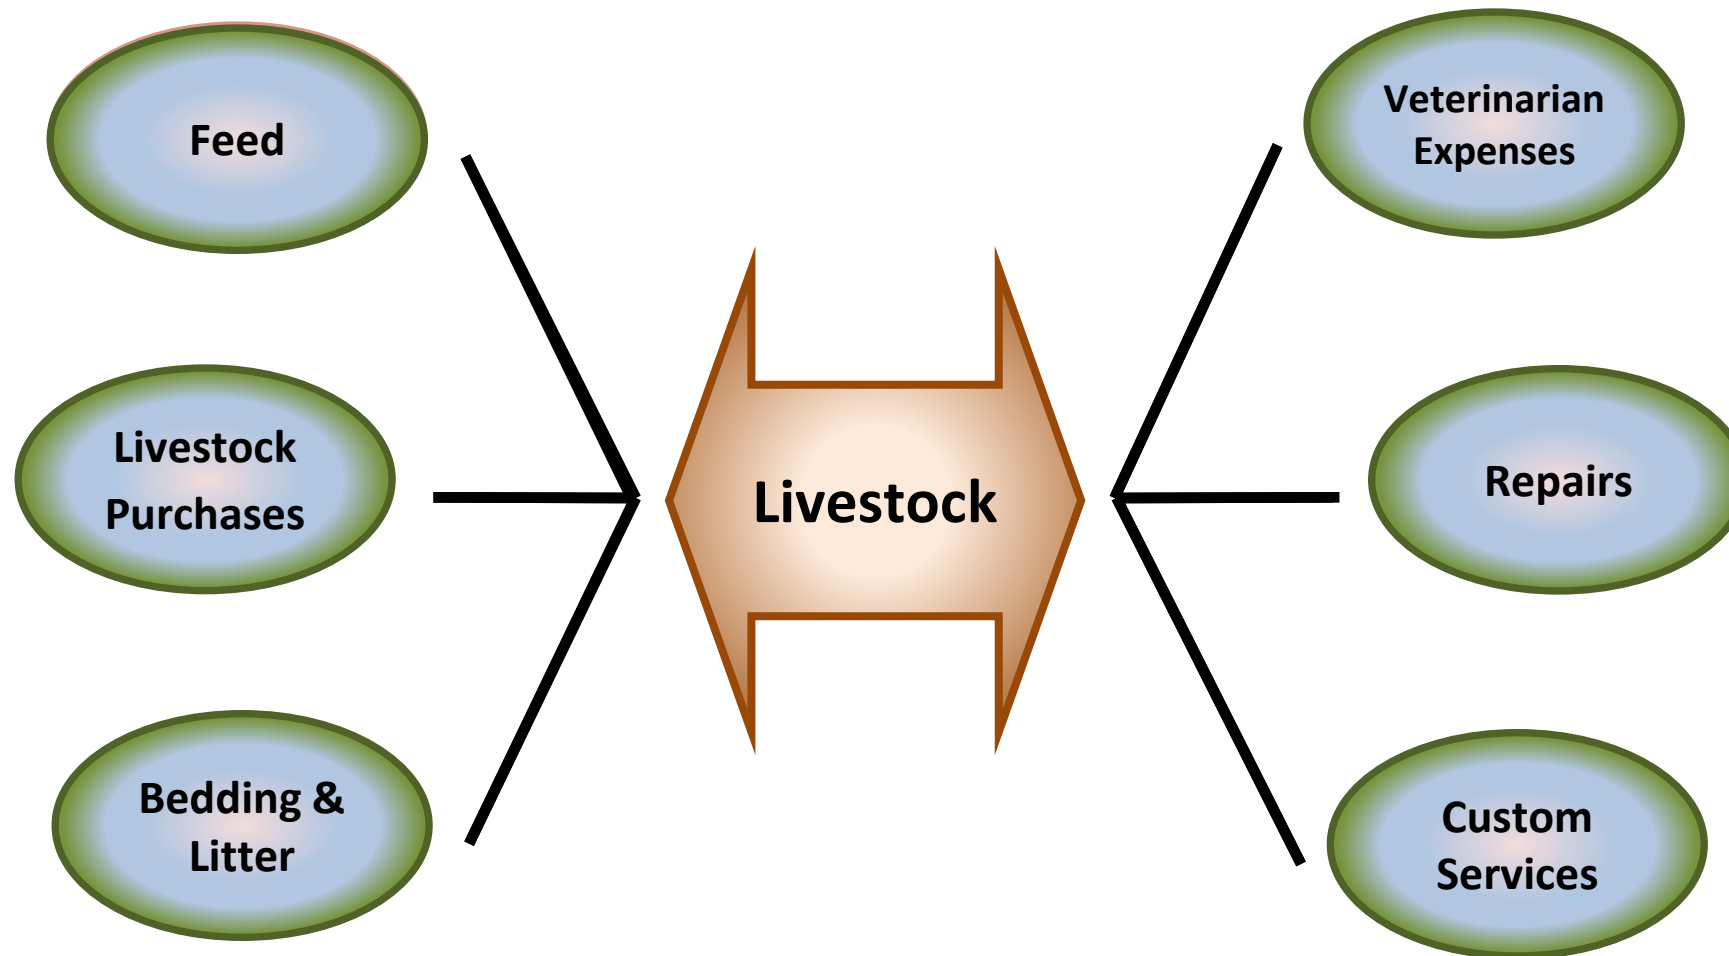 Feed
Livestock
Purchases
Bedding &
Litter
Livestock
Veterinarian
Expenses
Repairs
Custom
Services